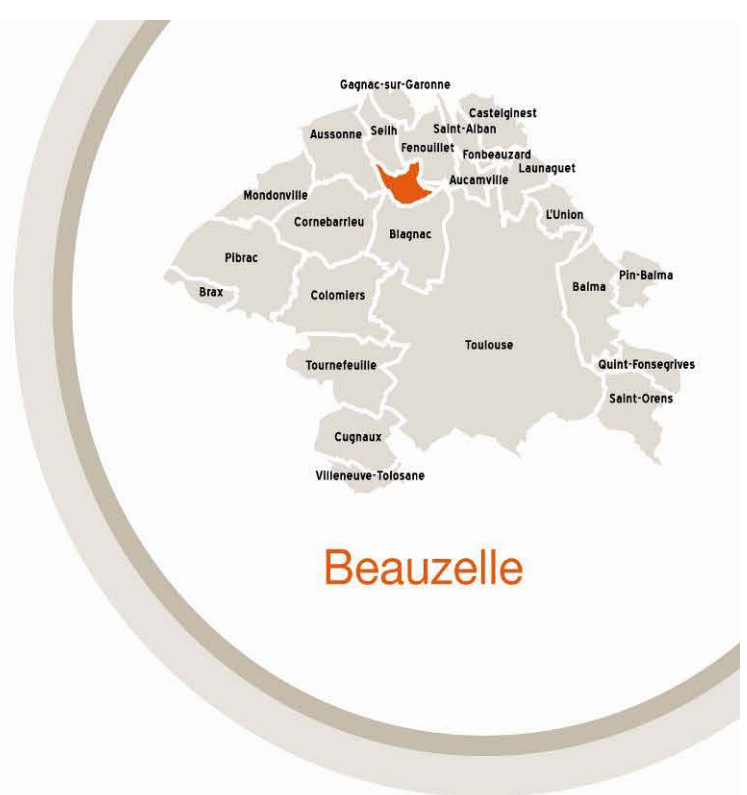 Gagnac-sur-Garonne
Castelginest
Aussonne
Seilh
Saint-Alban
Fenouillet
Fonbeauzard
Launaguet
Aucamville
Mondonville
Cornebarrieu
Blagnac
L'Union
Pibrac
Brax
Colomiers
Balma
Pin-Balma
Toulouse
Tournefeuille
Quint-Fonsegrives
Saint-Orens
Cugnaux
Villeneuve-Tolosane
Beauzelle